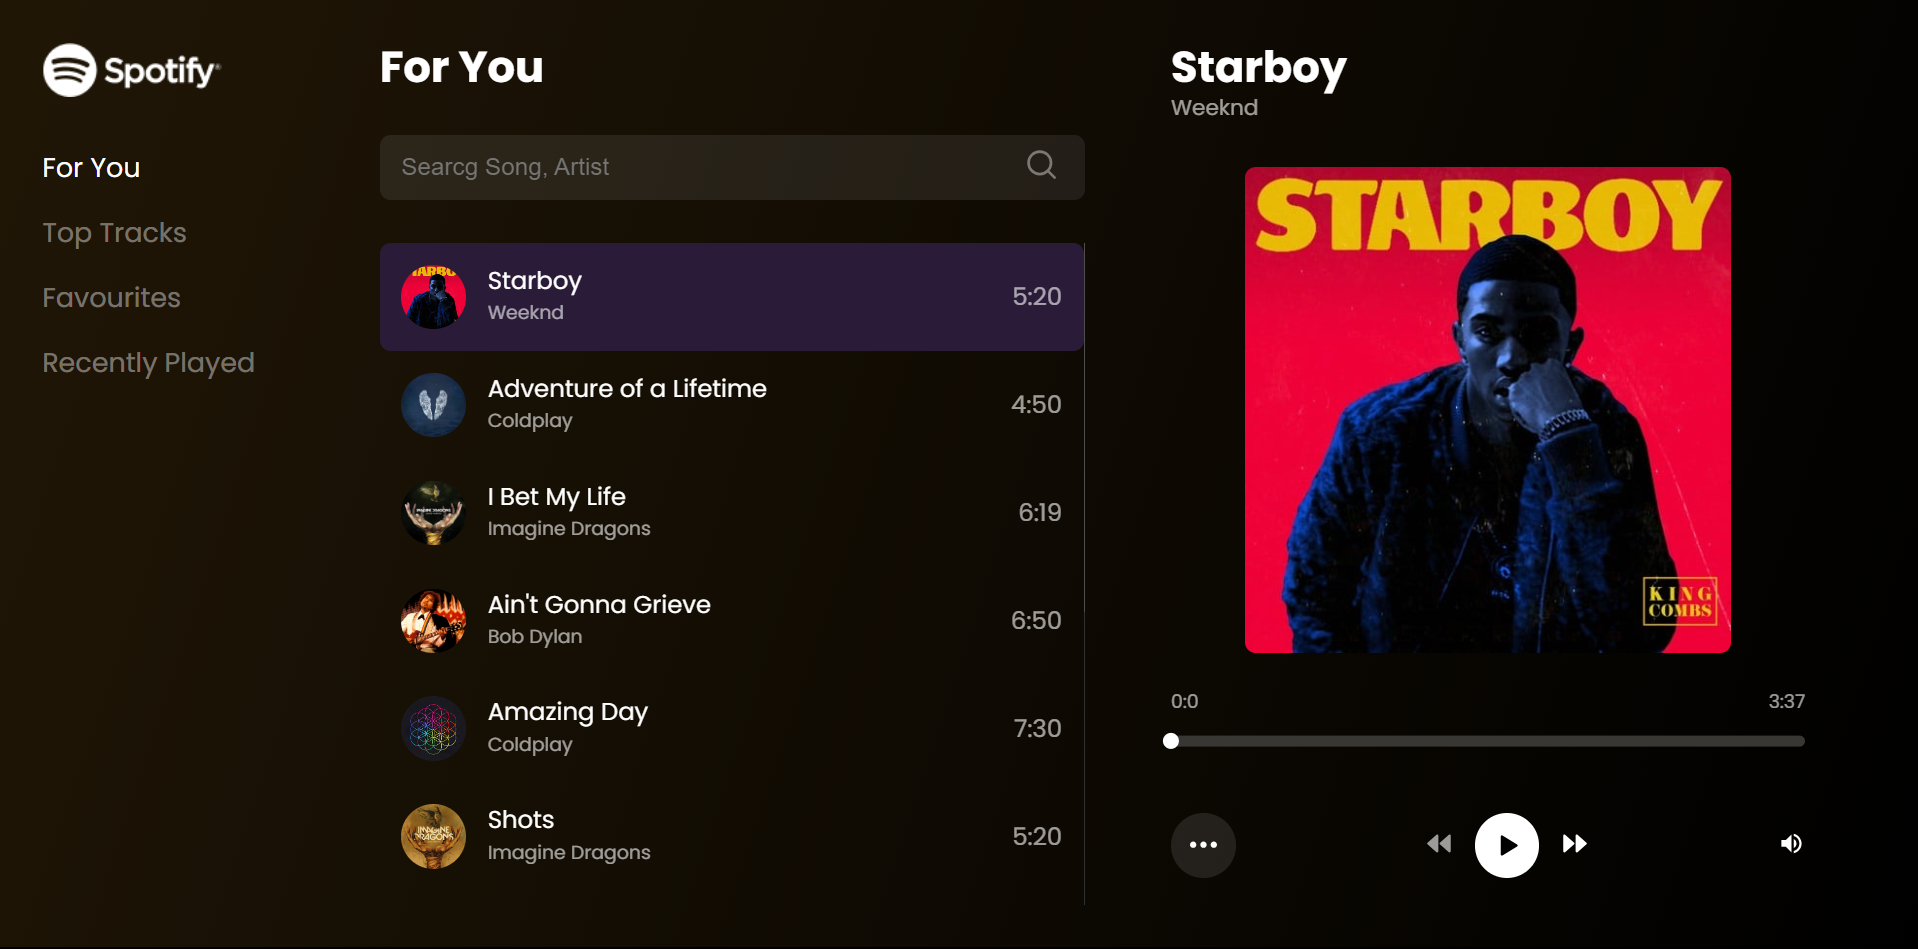 Spotify®
For You
Top Tracks
Favourites
Recently Played
For You
Searcg Song, Artist
Starboy
Weeknd
5:20
Adventure of a Lifetime
Coldplay
4:50
I Bet My Life
Imagine Dragons
6:19
Ain't Gonna Grieve
Bob Dylan
6:50
Amazing Day
Coldplay
7:30
IMAGINE
DRAGONS
Shots
Imagine Dragons
5:20
Starboy
Weeknd
STARBOY
KING
COMBS
0:0
3:37